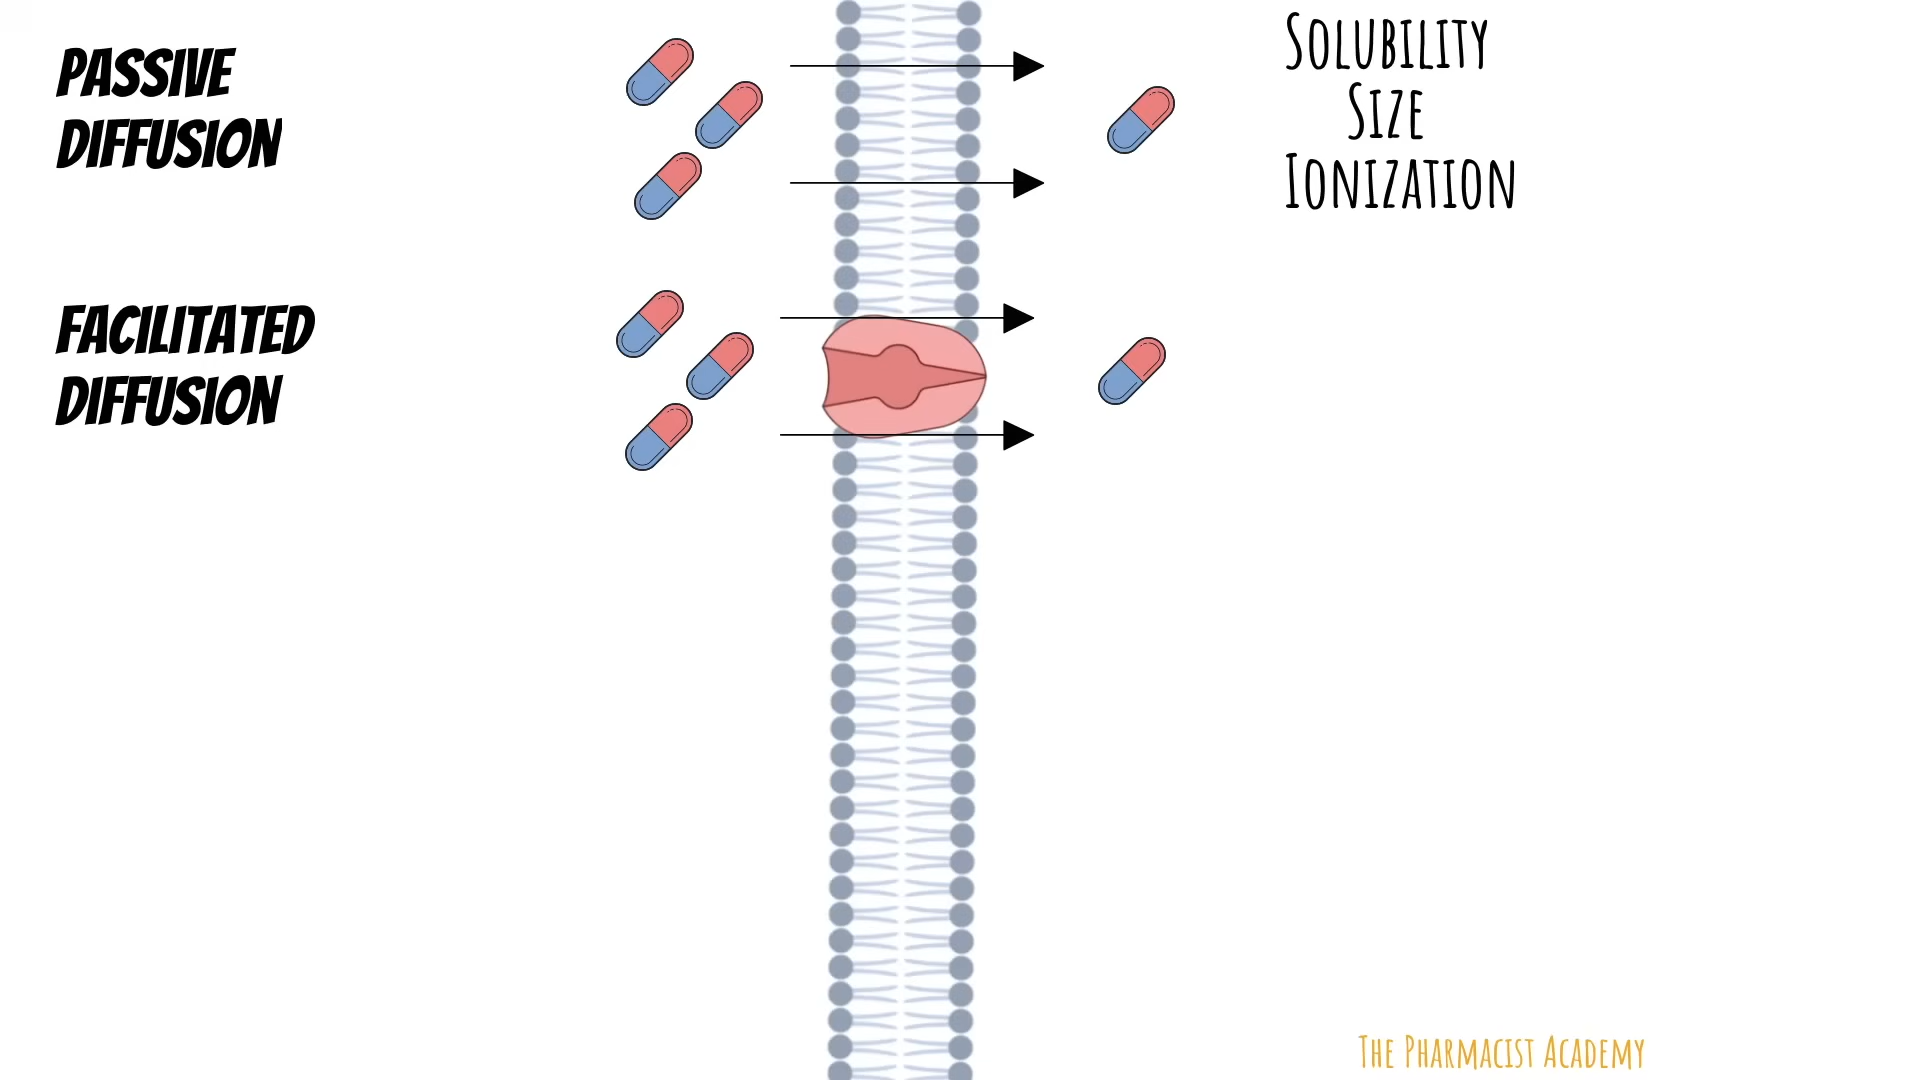 PASSIVE
DIFFUSION
SOLUBILITY
SIZE
IONIZATION
FACILITATED
DIFFUSION
THE PHARMACIST ACADEMY